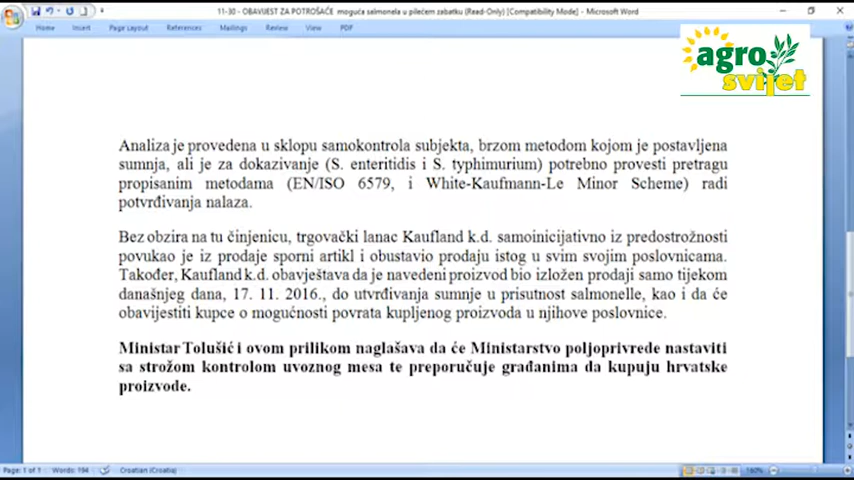 11-30 - OBAVIJEST ZA POTROŠAČE moguća salmonela u pilećem zabatku (Read-Only) [Compatibility Mode] - Microsoft Word
Home Insert Page Layout References Mailings Review View PDF
agro
svijet
Analiza je provedena u sklopu samokontrola subjekta, brzom metodom kojom je postavljena
sumnja, ali je za dokazivanje (S. enteritidis i S. typhimurium) potrebno provesti pretragu
propisanim metodama (EN/ISO 6579, i White-Kaufmann-Le Minor Scheme) radi
potvrđivanja nalaza.
Bez obzira na tu činjenicu, trgovački lanac Kaufland k.d. samoinicijativno iz predostrožnosti
povukao je iz prodaje sporni artikl i obustavio prodaju istog u svim svojim poslovnicama.
Također, Kaufland k.d. obavještava da je navedeni proizvod bio izložen prodaji samo tijekom
današnjeg dana, 17. 11. 2016., do utvrđivanja sumnje u prisutnost salmonelle, kao i da će
obavijestiti kupce o mogućnosti povrata kupljenog proizvoda u njihove poslovnice.
Ministar Tolušić i ovom prilikom naglašava da će Ministarstvo poljoprivrede nastaviti
sa strožom kontrolom uvoznog mesa te preporučuje građanima da kupuju hrvatske
proizvode.
Page: 1 of 1 Words: 194 Croatian (Croatia) 160%